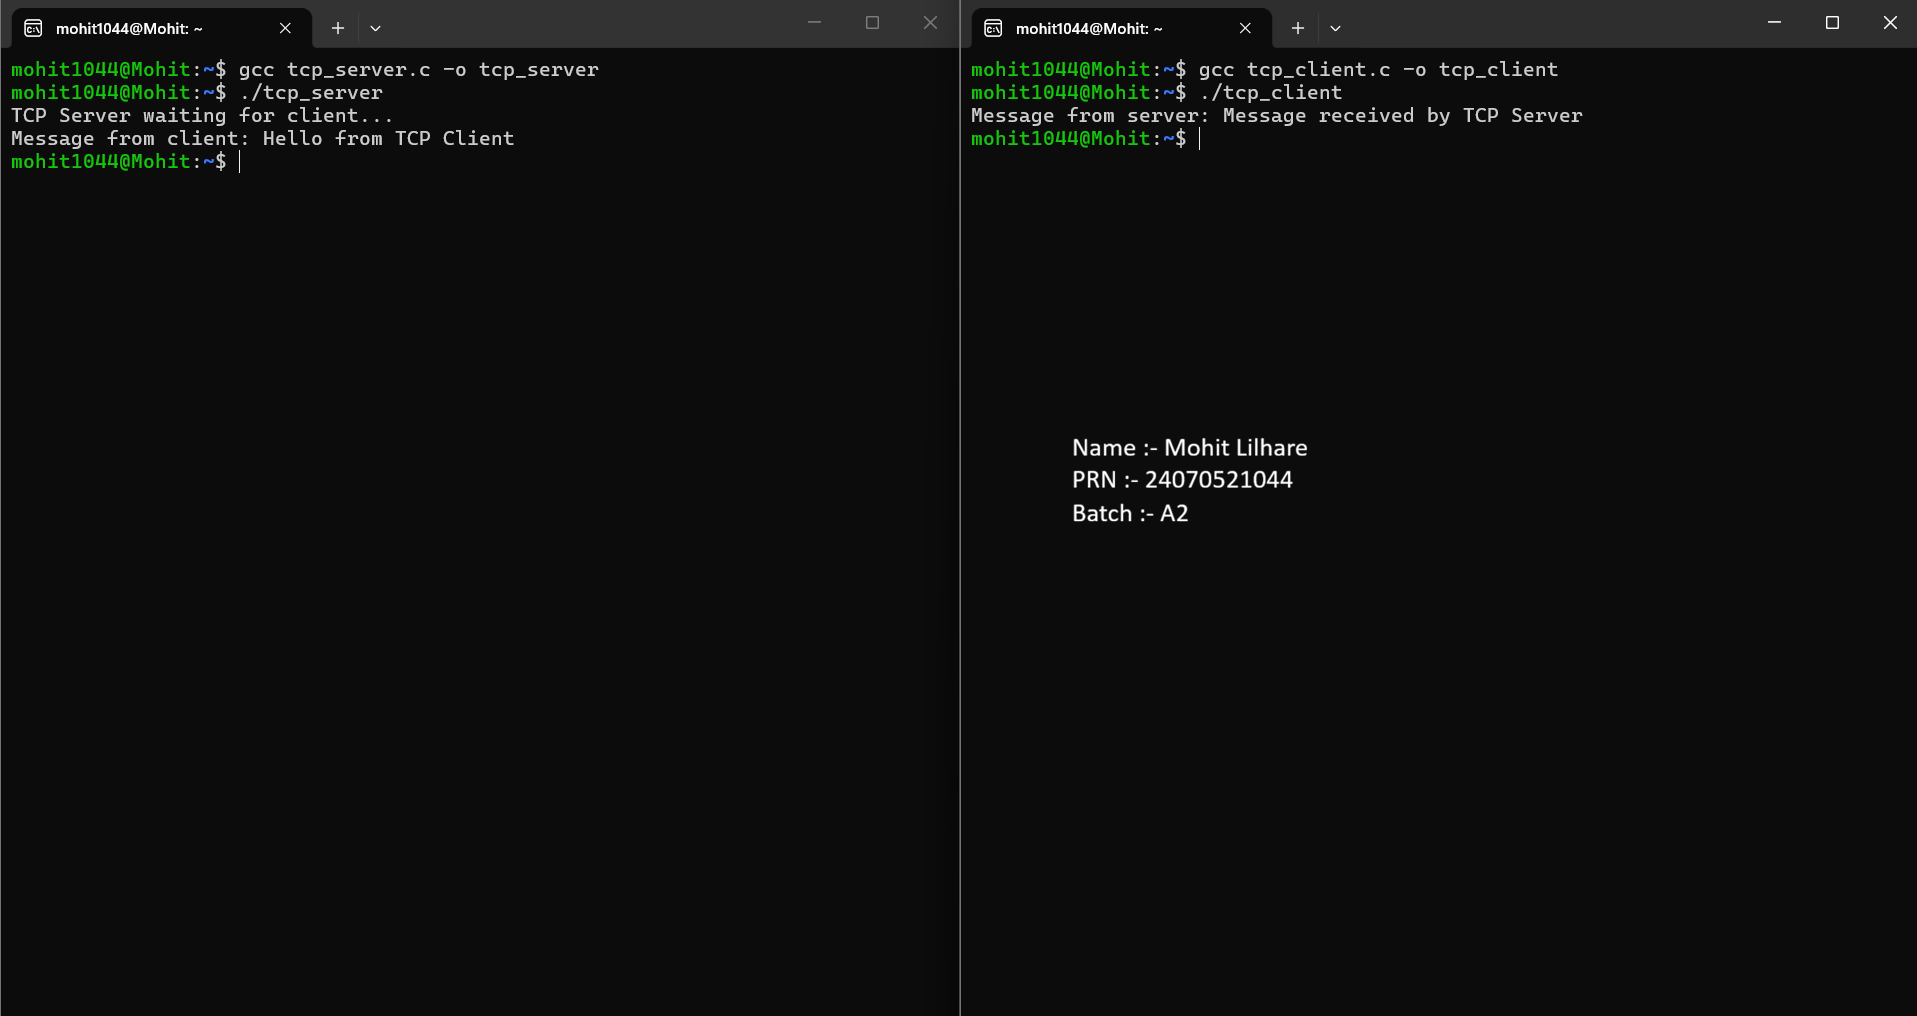 mohit1044@Mohit: ~
mohit1044@Mohit:~$ gcc tcp_server.c -o tcp_server
mohit1044@Mohit:~$ ./tcp_server
TCP Server waiting for client...
Message from client: Hello from TCP Client
mohit1044@Mohit:~$
mohit1044@Mohit: ~
mohit1044@Mohit:~$ gcc tcp_client.c -o tcp_client
mohit1044@Mohit:~$ ./tcp_client
Message from server: Message received by TCP Server
mohit1044@Mohit:~$
Name :- Mohit Lilhare
PRN :- 24070521044
Batch :- A2